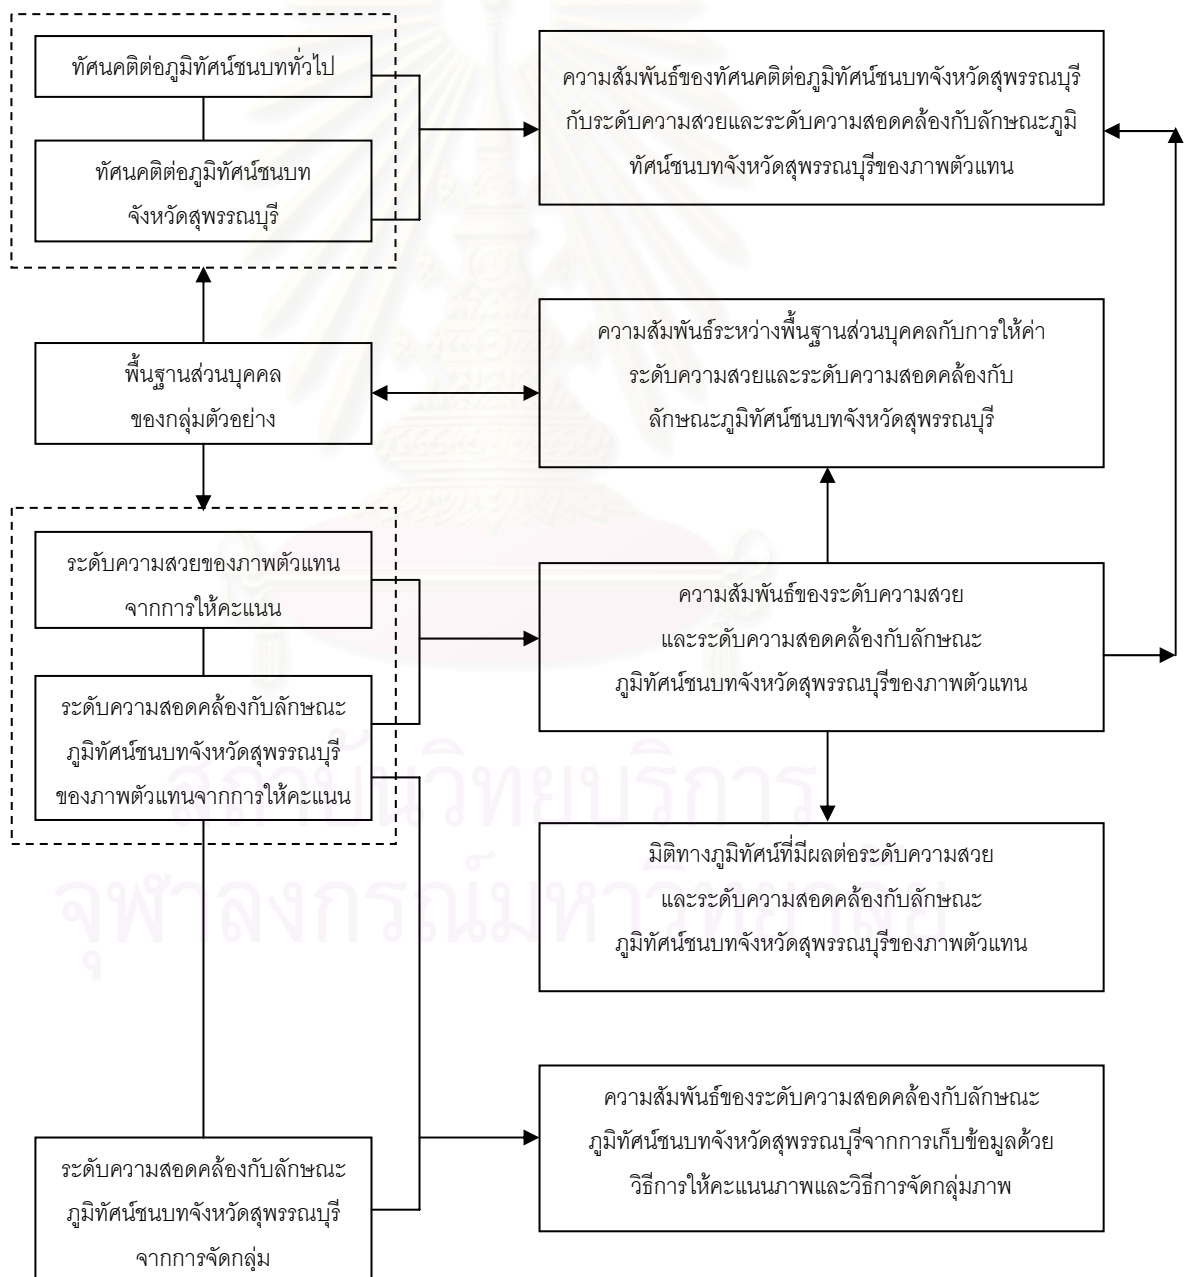 ทัศนคติต่อภูมิทัศน์ชนบททั่วไป
ทัศนคติต่อภูมิทัศน์ชนบท
จังหวัดสุพรรณบุรี
ความสัมพันธ์ของทัศนคติต่อภูมิทัศน์ชนบทจังหวัดสุพรรณบุรี
กับระดับความสวยและระดับความสอดคล้องกับลักษณะภูมิ
ทัศน์ชนบทจังหวัดสุพรรณบุรีของภาพตัวแทน
พื้นฐานส่วนบุคคล
ของกลุ่มตัวอย่าง
ความสัมพันธ์ระหว่างพื้นฐานส่วนบุคคลกับการให้ค่า
ระดับความสวยและระดับความสอดคล้องกับ
ลักษณะภูมิทัศน์ชนบทจังหวัดสุพรรณบุรี
ระดับความสวยของภาพตัวแทน
จากการให้คะแนน
ระดับความสอดคล้องกับลักษณะ
ภูมิทัศน์ชนบทจังหวัดสุพรรณบุรี
ของภาพตัวแทนจากการให้คะแนน
ความสัมพันธ์ของระดับความสวย
และระดับความสอดคล้องกับลักษณะ
ภูมิทัศน์ชนบทจังหวัดสุพรรณบุรีของภาพตัวแทน
มิติทางภูมิทัศน์ที่มีผลต่อระดับความสวย
และระดับความสอดคล้องกับลักษณะ
ภูมิทัศน์ชนบทจังหวัดสุพรรณบุรีของภาพตัวแทน
ความสัมพันธ์ของระดับความสอดคล้องกับลักษณะ
ภูมิทัศน์ชนบทจังหวัดสุพรรณบุรีจากการเก็บข้อมูลด้วย
วิธีการให้คะแนนภาพและวิธีการจัดกลุ่มภาพ
ระดับความสอดคล้องกับลักษณะ
ภูมิทัศน์ชนบทจังหวัดสุพรรณบุรี
จากการจัดกลุ่ม
สถาบันวิทยบริการ
จุฬาลงกรณ์มหาวิทยาลัย